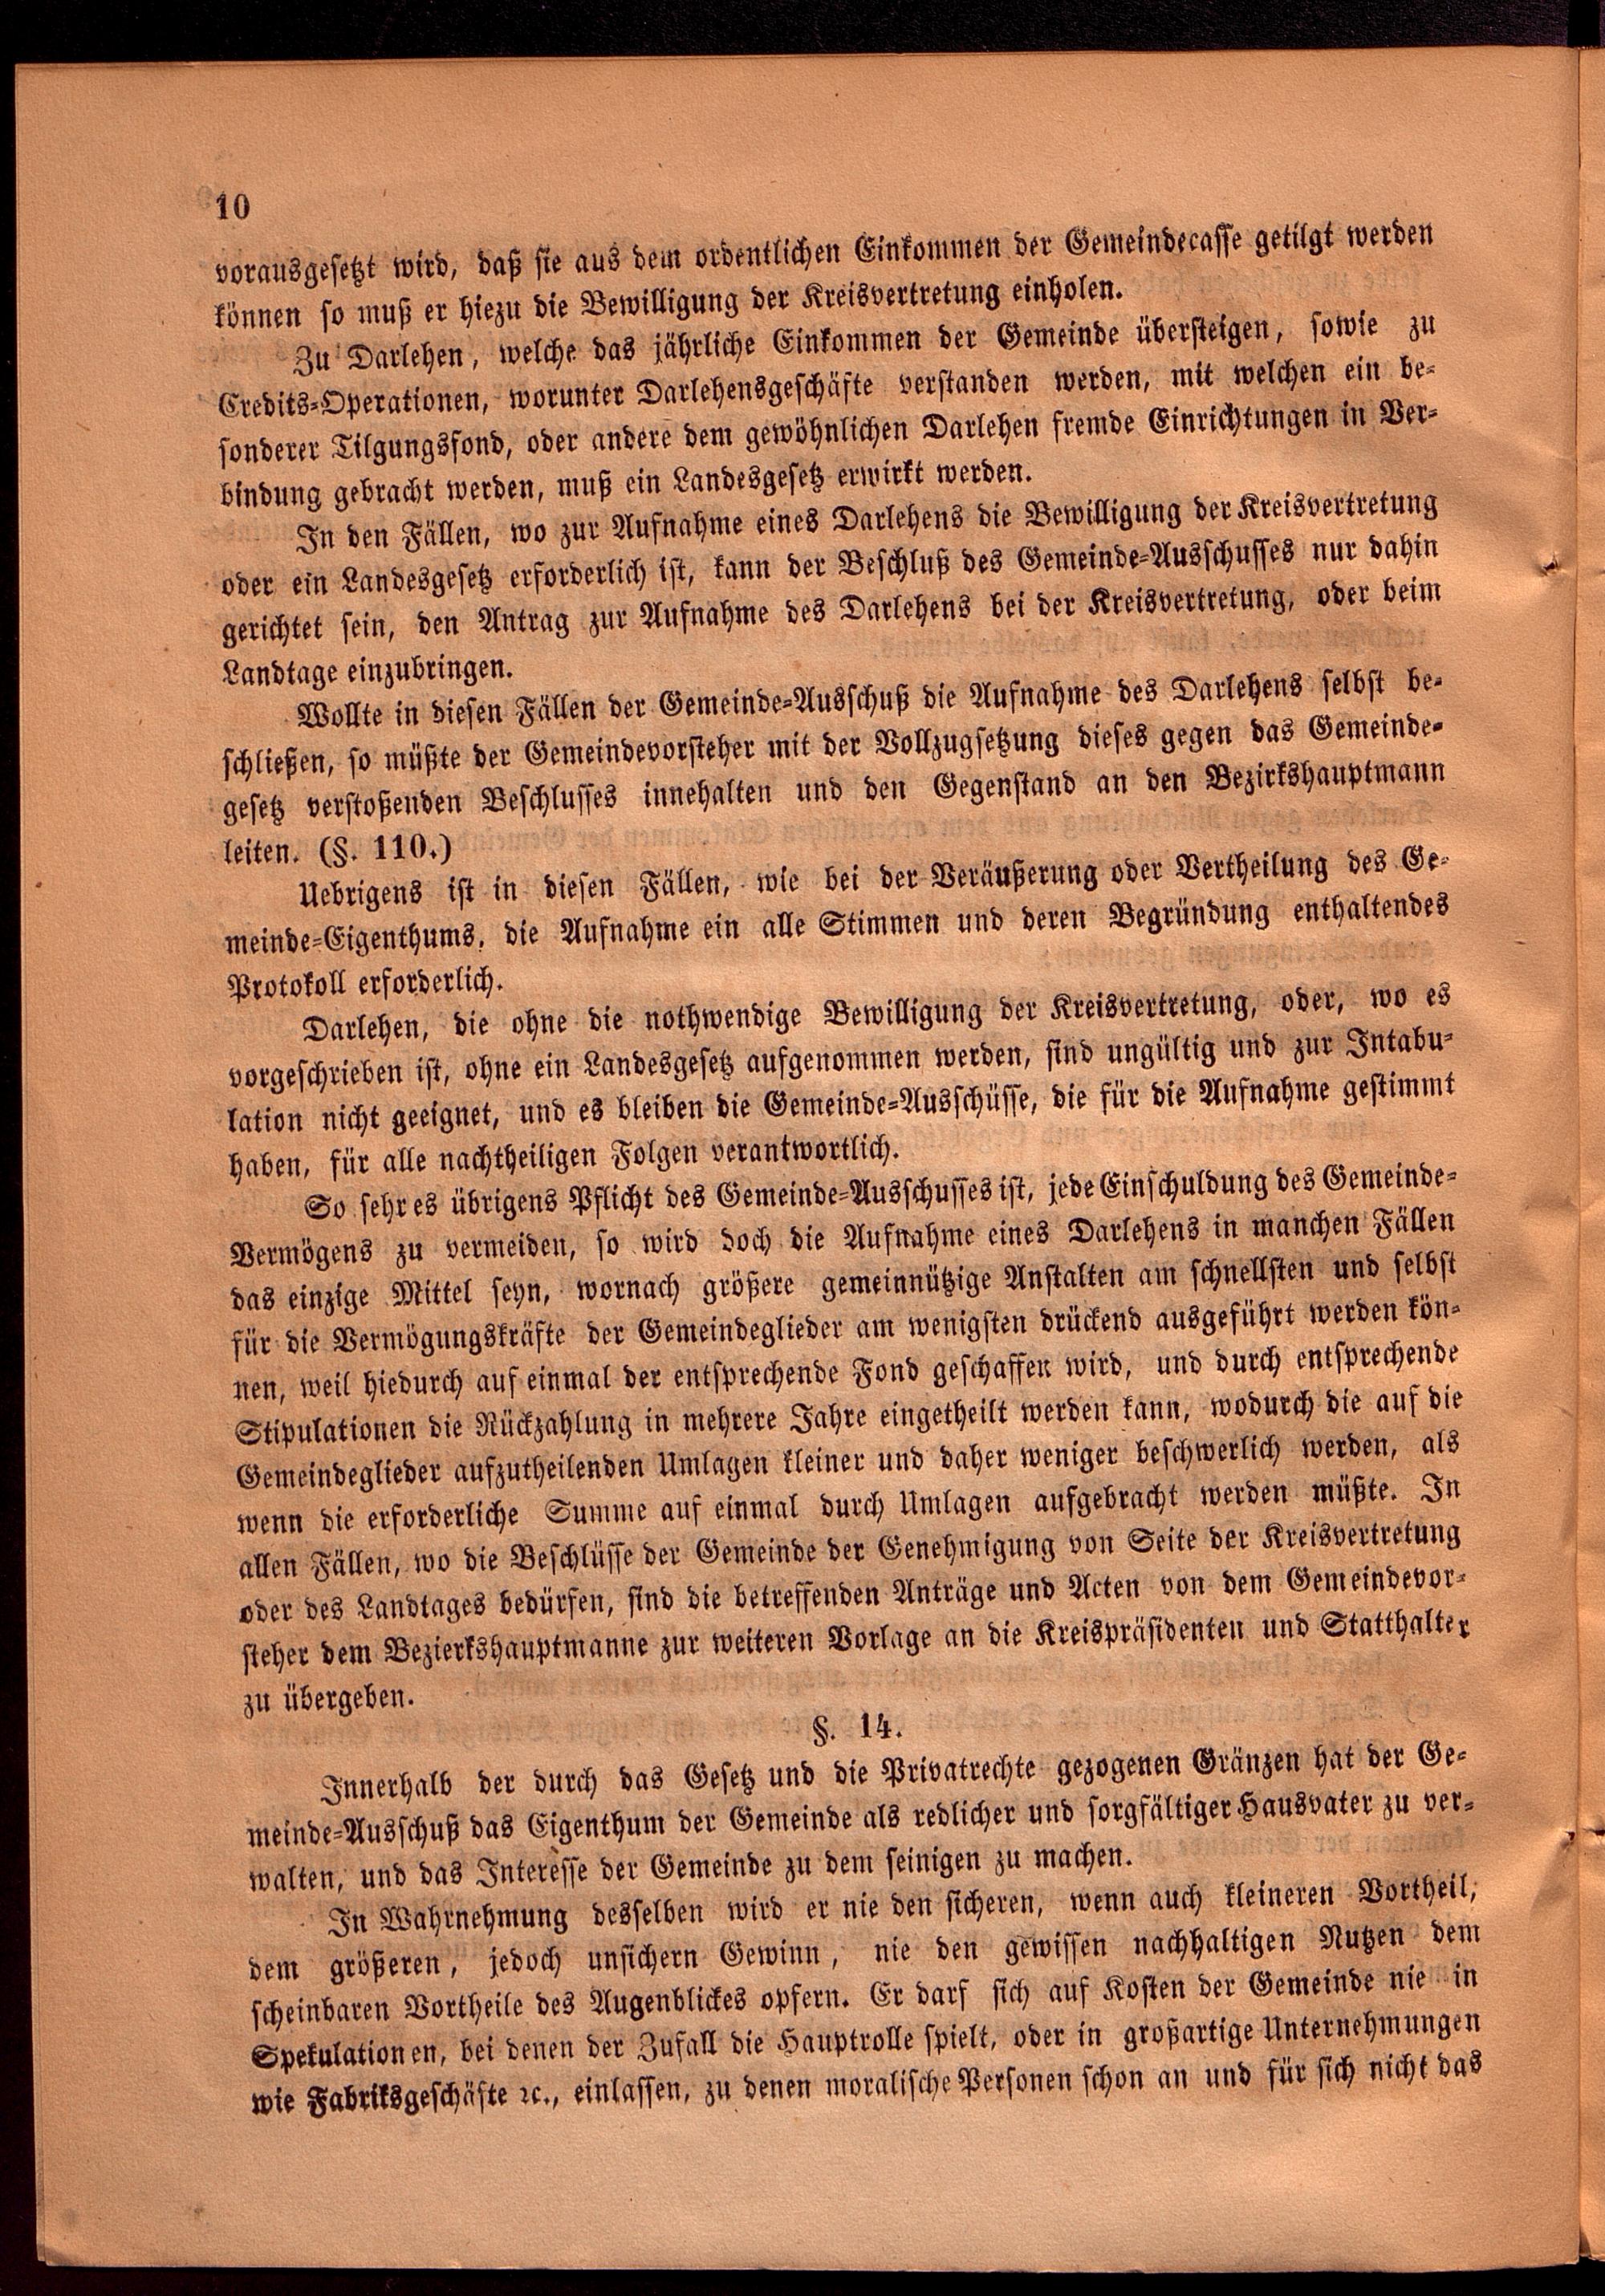 10
vorausgesetzt wird, daß sie aus dem ordentlichen Einkommen der Gemeindecasse getilgt werden
können so muß er hiezu die Bewilligung der Kreisvertretung einholen.
Zu Darlehen, welche das jährliche Einkommen der Gemeinde übersteigen, sowie zu
Credits=Operationen, worunter Darlehensgeschäfte verstanden werden, mit welchen ein be=
sonderer Tilgungsfond, oder andere dem gewöhnlichen Darlehen fremde Einrichtungen in Ver=
bindung gebracht werden, muß ein Landesgesetz erwirkt werden.
In den Fällen, wo zur Aufnahme eines Darlehens die Bewilligung der Kreisvertretung
oder ein Landesgesetz erforderlich ist, kann der Beschluß des Gemeinde=Ausschusses nur dahin
gerichtet sein, den Antrag zur Aufnahme des Darlehens bei der Kreisvertretung, oder beim
Landtage einzubringen.
Wollte in diesen Fällen der Gemeinde=Ausschuß die Aufnahme des Darlehens selbst be=
schließen, so müßte der Gemeindevorsteher mit der Vollzugsetzung dieses gegen das Gemeinde=
gesetz verstoßenden Beschlusses innehalten und den Gegenstand an den Bezirkshauptmann
leiten. (§. 110.)
Uebrigens ist in diesen Fällen, wie bei der Veräußerung oder Vertheilung des Ge=
meinde=Eigenthums, die Aufnahme ein alle Stimmen und deren Begründung enthaltendes
Protokoll erforderlich.
Darlehen, die ohne die nothwendige Bewilligung der Kreisvertretung, oder, wo es
vorgeschrieben ist, ohne ein Landesgesetz aufgenommen werden, sind ungültig und zur Intabu=
lation nicht geeignet, und es bleiben die Gemeinde=Ausschüsse, die für die Aufnahme gestimmt
haben, für alle nachtheiligen Folgen verantwortlich.
So sehr es übrigens Pflicht des Gemeinde=Ausschusses ist, jede Einschuldung des Gemeinde=
Vermögens zu vermeiden, so wird doch die Aufnahme eines Darlehens in manchen Fällen
das einzige Mittel seyn, wornach größere gemeinnützige Anstalten am schnellsten und selbst
für die Vermögungskräfte der Gemeindeglieder am wenigsten drückend ausgeführt werden kön=
nen, weil hiedurch auf einmal der entsprechende Fond geschaffen wird, und durch entsprechende
Stipulationen die Rückzahlung in mehrere Jahre eingetheilt werden kann, wodurch die auf die
Gemeindeglieder aufzutheilenden Umlagen kleiner und daher weniger beschwerlich werden, als
wenn die erforderliche Summe auf einmal durch Umlagen aufgebracht werden müßte. In
allen Fällen, wo die Beschlüsse der Gemeinde der Genehmigung von Seite der Kreisvertretung
oder des Landtages bedürfen, sind die betreffenden Anträge und Acten von dem Gemeindevor=
steher dem Bezierkshauptmanne zur weiteren Vorlage an die Kreispräsidenten und Statthalter
zu übergeben.
§. 14.
Innerhalb der durch das Gesetz und die Privatrechte gezogenen Gränzen hat der Ge=
meinde=Ausschuß das Eigenthum der Gemeinde als redlicher und sorgfältiger Hausvater zu ver=
walten, und das Interesse der Gemeinde zu dem seinigen zu machen.
In Wahrnehmung desselben wird er nie den sicheren, wenn auch kleineren Vortheil,
dem größeren, jedoch unsichern Gewinn, nie den gewissen nachhaltigen Nutzen dem
scheinbaren Vortheile des Augenblickes opfern. Er darf sich auf Kosten der Gemeinde nie in
Spekulationen, bei denen der Zufall die Hauptrolle spielt, oder in großartige Unternehmungen
wie Fabriksgeschäfte ꝛc., einlassen, zu denen moralische Personen schon an und für sich nicht das